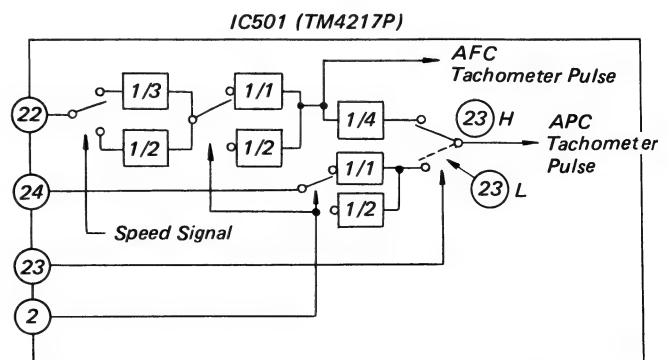 IC501 (TM4217P)
AFC
Tachometer Pulse
1/3
1/1
22
1/4
23 H
APC
Tachometer
Pulse
1/2
1/2
1/1
24
23 L
1/2
Speed Signal
23
2